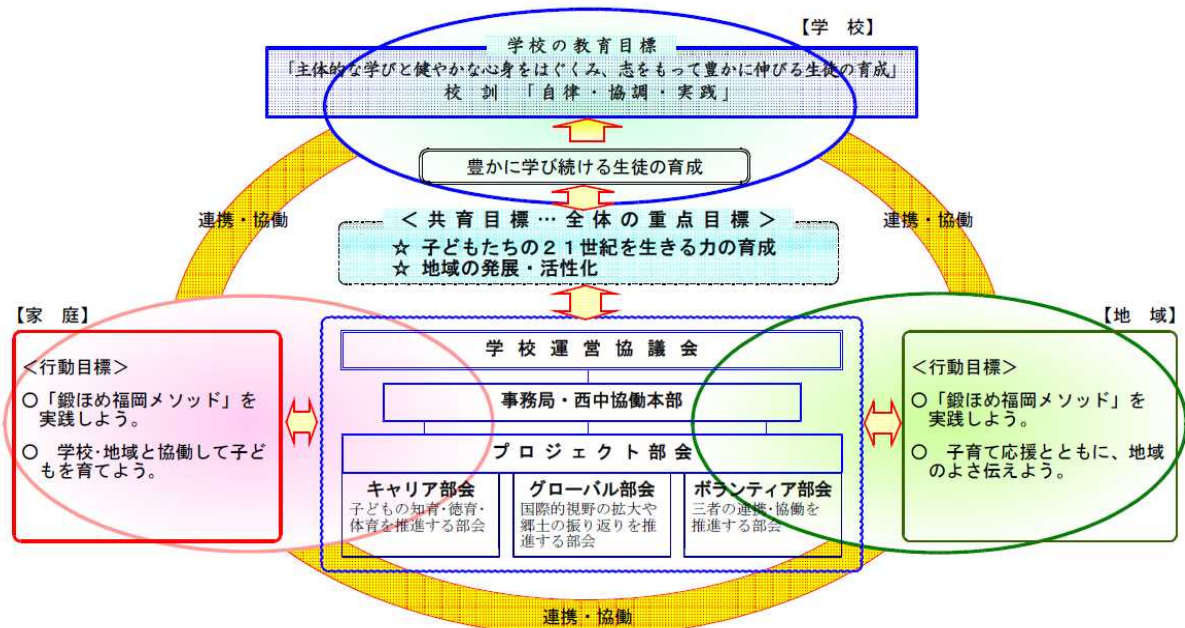 【学　校】
学校の教育目標
「主体的な学びと健やかな心身をはぐくみ、志をもって豊かに伸びる生徒の育成」
校　訓　「自律・協調・実践」
豊かに学び続ける生徒の育成
連携・協働
連携・協働
＜共育目標…全体の重点目標＞
☆ 子どもたちの２１世紀を生きる力の育成
☆ 地域の発展・活性化
【家　庭】
＜行動目標＞
○「鍛ほめ福岡メソッド」を
実践しよう。
○　学校・地域と協働して子ど
もを育てよう。
学校運営協議会
事務局・西中協働本部
プロジェクト部会
キャリア部会
子どもの知育・徳育・
体育を推進する部会
グローバル部会
国際的視野の拡大や
郷土の振り返りを推
進する部会
ボランティア部会
三者の連携・協働を
推進する部会
【地　域】
＜行動目標＞
○「鍛ほめ福岡メソッド」を
実践しよう。
○　子育て応援とともに、地域
のよさ伝えよう。
連携・協働